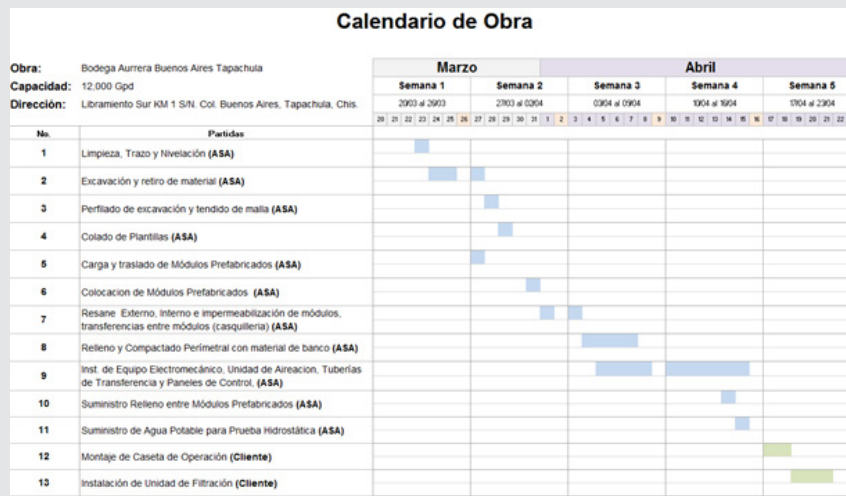 Calendario de Obra
Obra: Bodega Aurrera Buenos Aires Tapachula
Marzo Abril
Capacidad: 12,000 Gpd
Semana 1 Semana 2 Semana 3 Semana 4 Semana 5
Dirección: Libramiento Sur KM 1 S/N. Col. Buenos Aires, Tapachula, Chis.
20/03 al 26/03 27/03 al 02/04 03/04 al 09/04 10/04 al 16/04 17/04 al 23/04
20 21 22 23 24 25 26 27 28 29 30 31 1 2 3 4 5 6 7 8 9 10 11 12 13 14 15 16 17 18 19 20 21 22
No. Partidas
1 Limpieza, Trazo y Nivelación (ASA)
2 Excavación y retiro de material (ASA)
3 Perfilado de excavación y tendido de malla (ASA)
4 Colado de Plantillas (ASA)
5 Carga y traslado de Módulos Prefabricados (ASA)
6 Colocacion de Módulos Prefabricados (ASA)
7 Resane Externo, Interno e impermeabilización de módulos,
transferencias entre módulos (casquilleria) (ASA)
8 Relleno y Compactado Perímetral con material de banco (ASA)
9 Inst. de Equipo Electromecánico, Unidad de Aireacion, Tuberías
de Transferencia y Paneles de Control, (ASA)
10 Suministro Relleno entre Módulos Prefabricados (ASA)
11 Suministro de Agua Potable para Prueba Hidrostática (ASA)
12 Montaje de Caseta de Operación (Cliente)
13 Instalación de Unidad de Filtración (Cliente)